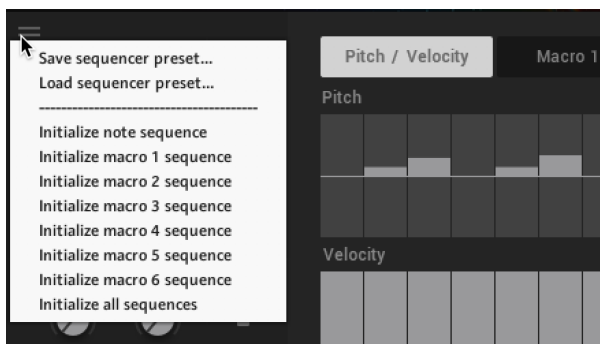 Save sequencer preset...
Load sequencer preset...
Initialize note sequence
Initialize macro 1 sequence
Initialize macro 2 sequence
Initialize macro 3 sequence
Initialize macro 4 sequence
Initialize macro 5 sequence
Initialize macro 6 sequence
Initialize all sequences
Pitch / Velocity
Macro 1
Pitch
Velocity